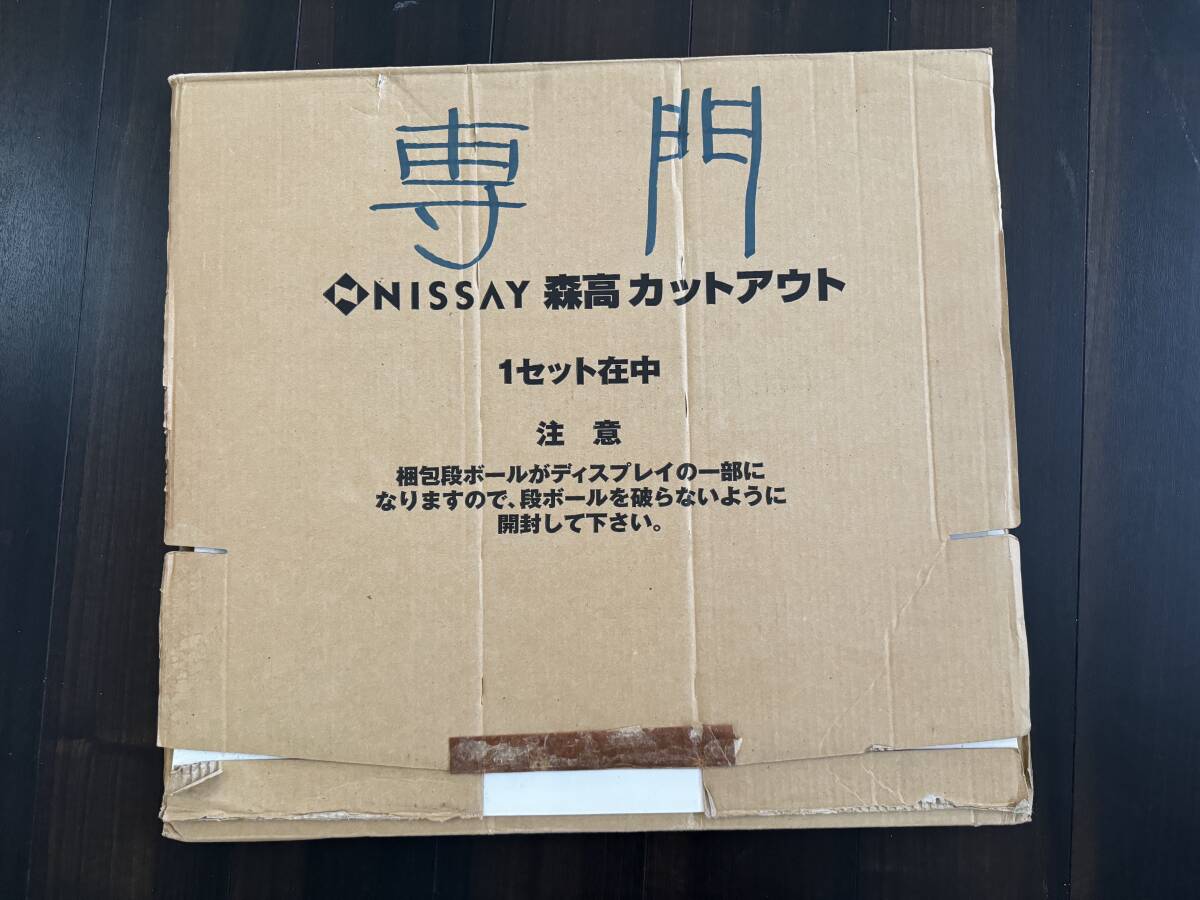 専門
NISSAY 森高カットアウト
1セット在中
注意
梱包段ボールがディスプレイの一部に
なりますので、段ボールを破らないように
開封して下さい。